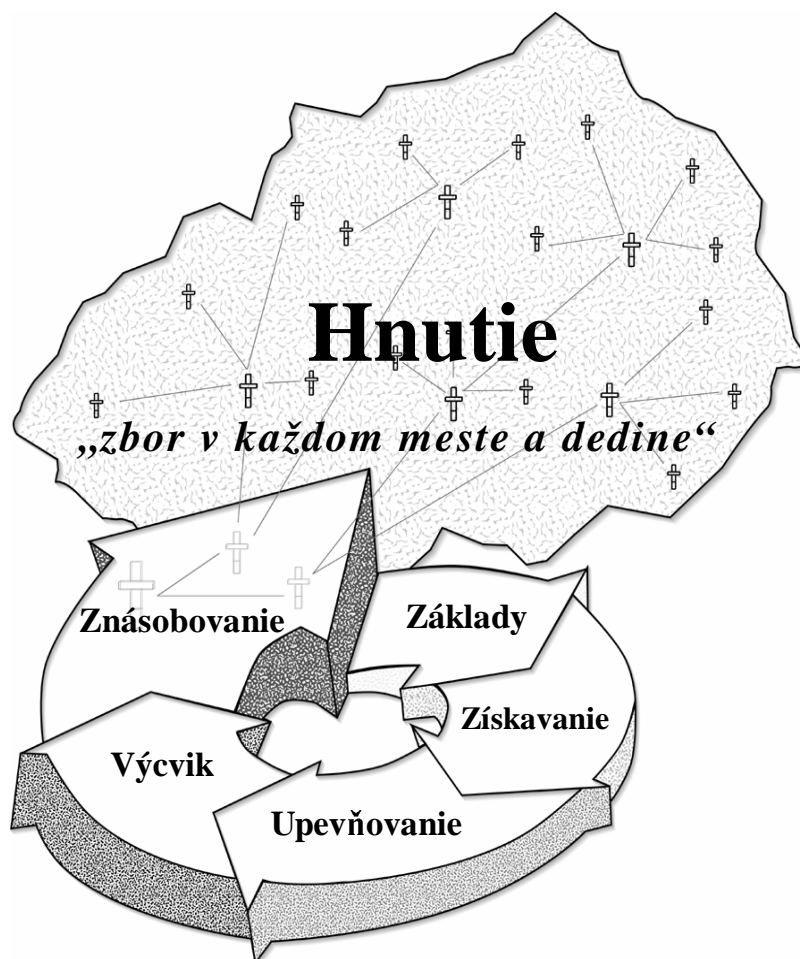 Hnutie
„zbor v každom meste a dedine“
Znásobovanie
Základy
Získavanie
Výcvik
Upevňovanie